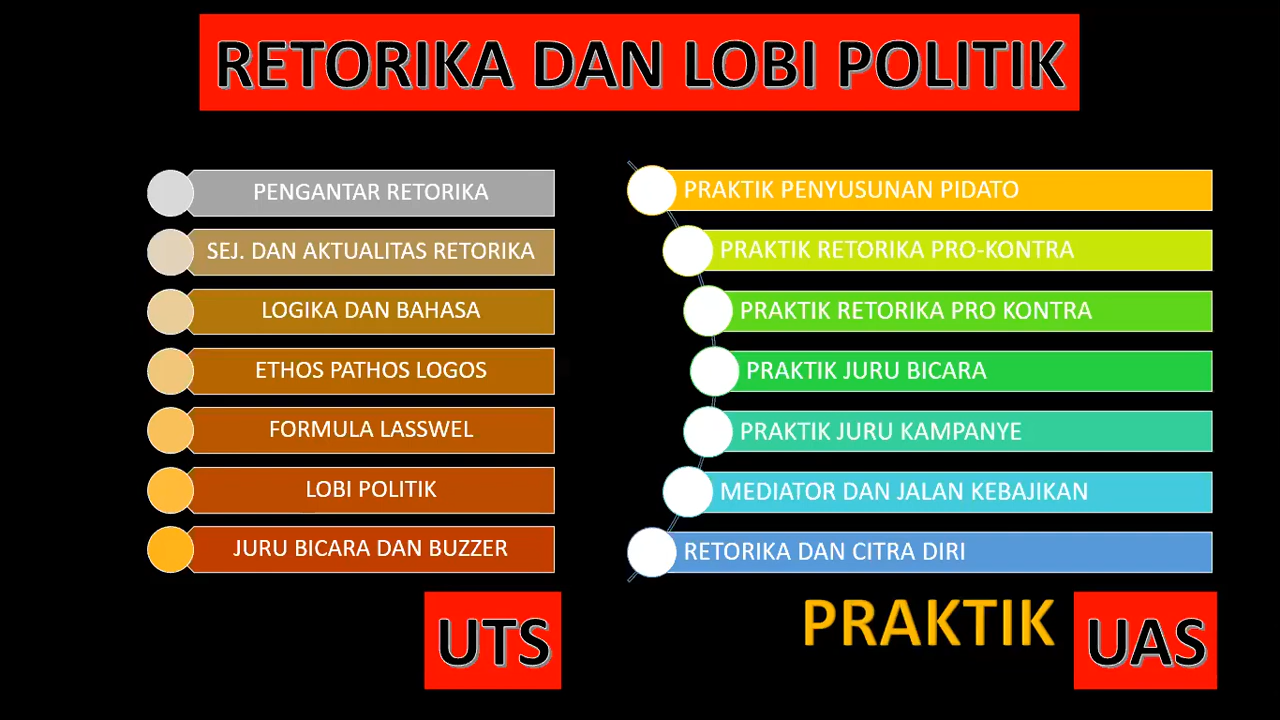 RETORIKA DAN LOBI POLITIK
PENGANTAR RETORIKA
SEJ. DAN AKTUALITAS RETORIKA
LOGIKA DAN BAHASA
ETHOS PATHOS LOGOS
FORMULA LASSWEL
LOBI POLITIK
JURU BICARA DAN BUZZER
UTS
PRAKTIK PENYUSUNAN PIDATO
PRAKTIK RETORIKA PRO-KONTRA
PRAKTIK RETORIKA PRO KONTRA
PRAKTIK JURU BICARA
PRAKTIK JURU KAMPANYE
MEDIATOR DAN JALAN KEBAJIKAN
RETORIKA DAN CITRA DIRI
PRAKTIK
UAS